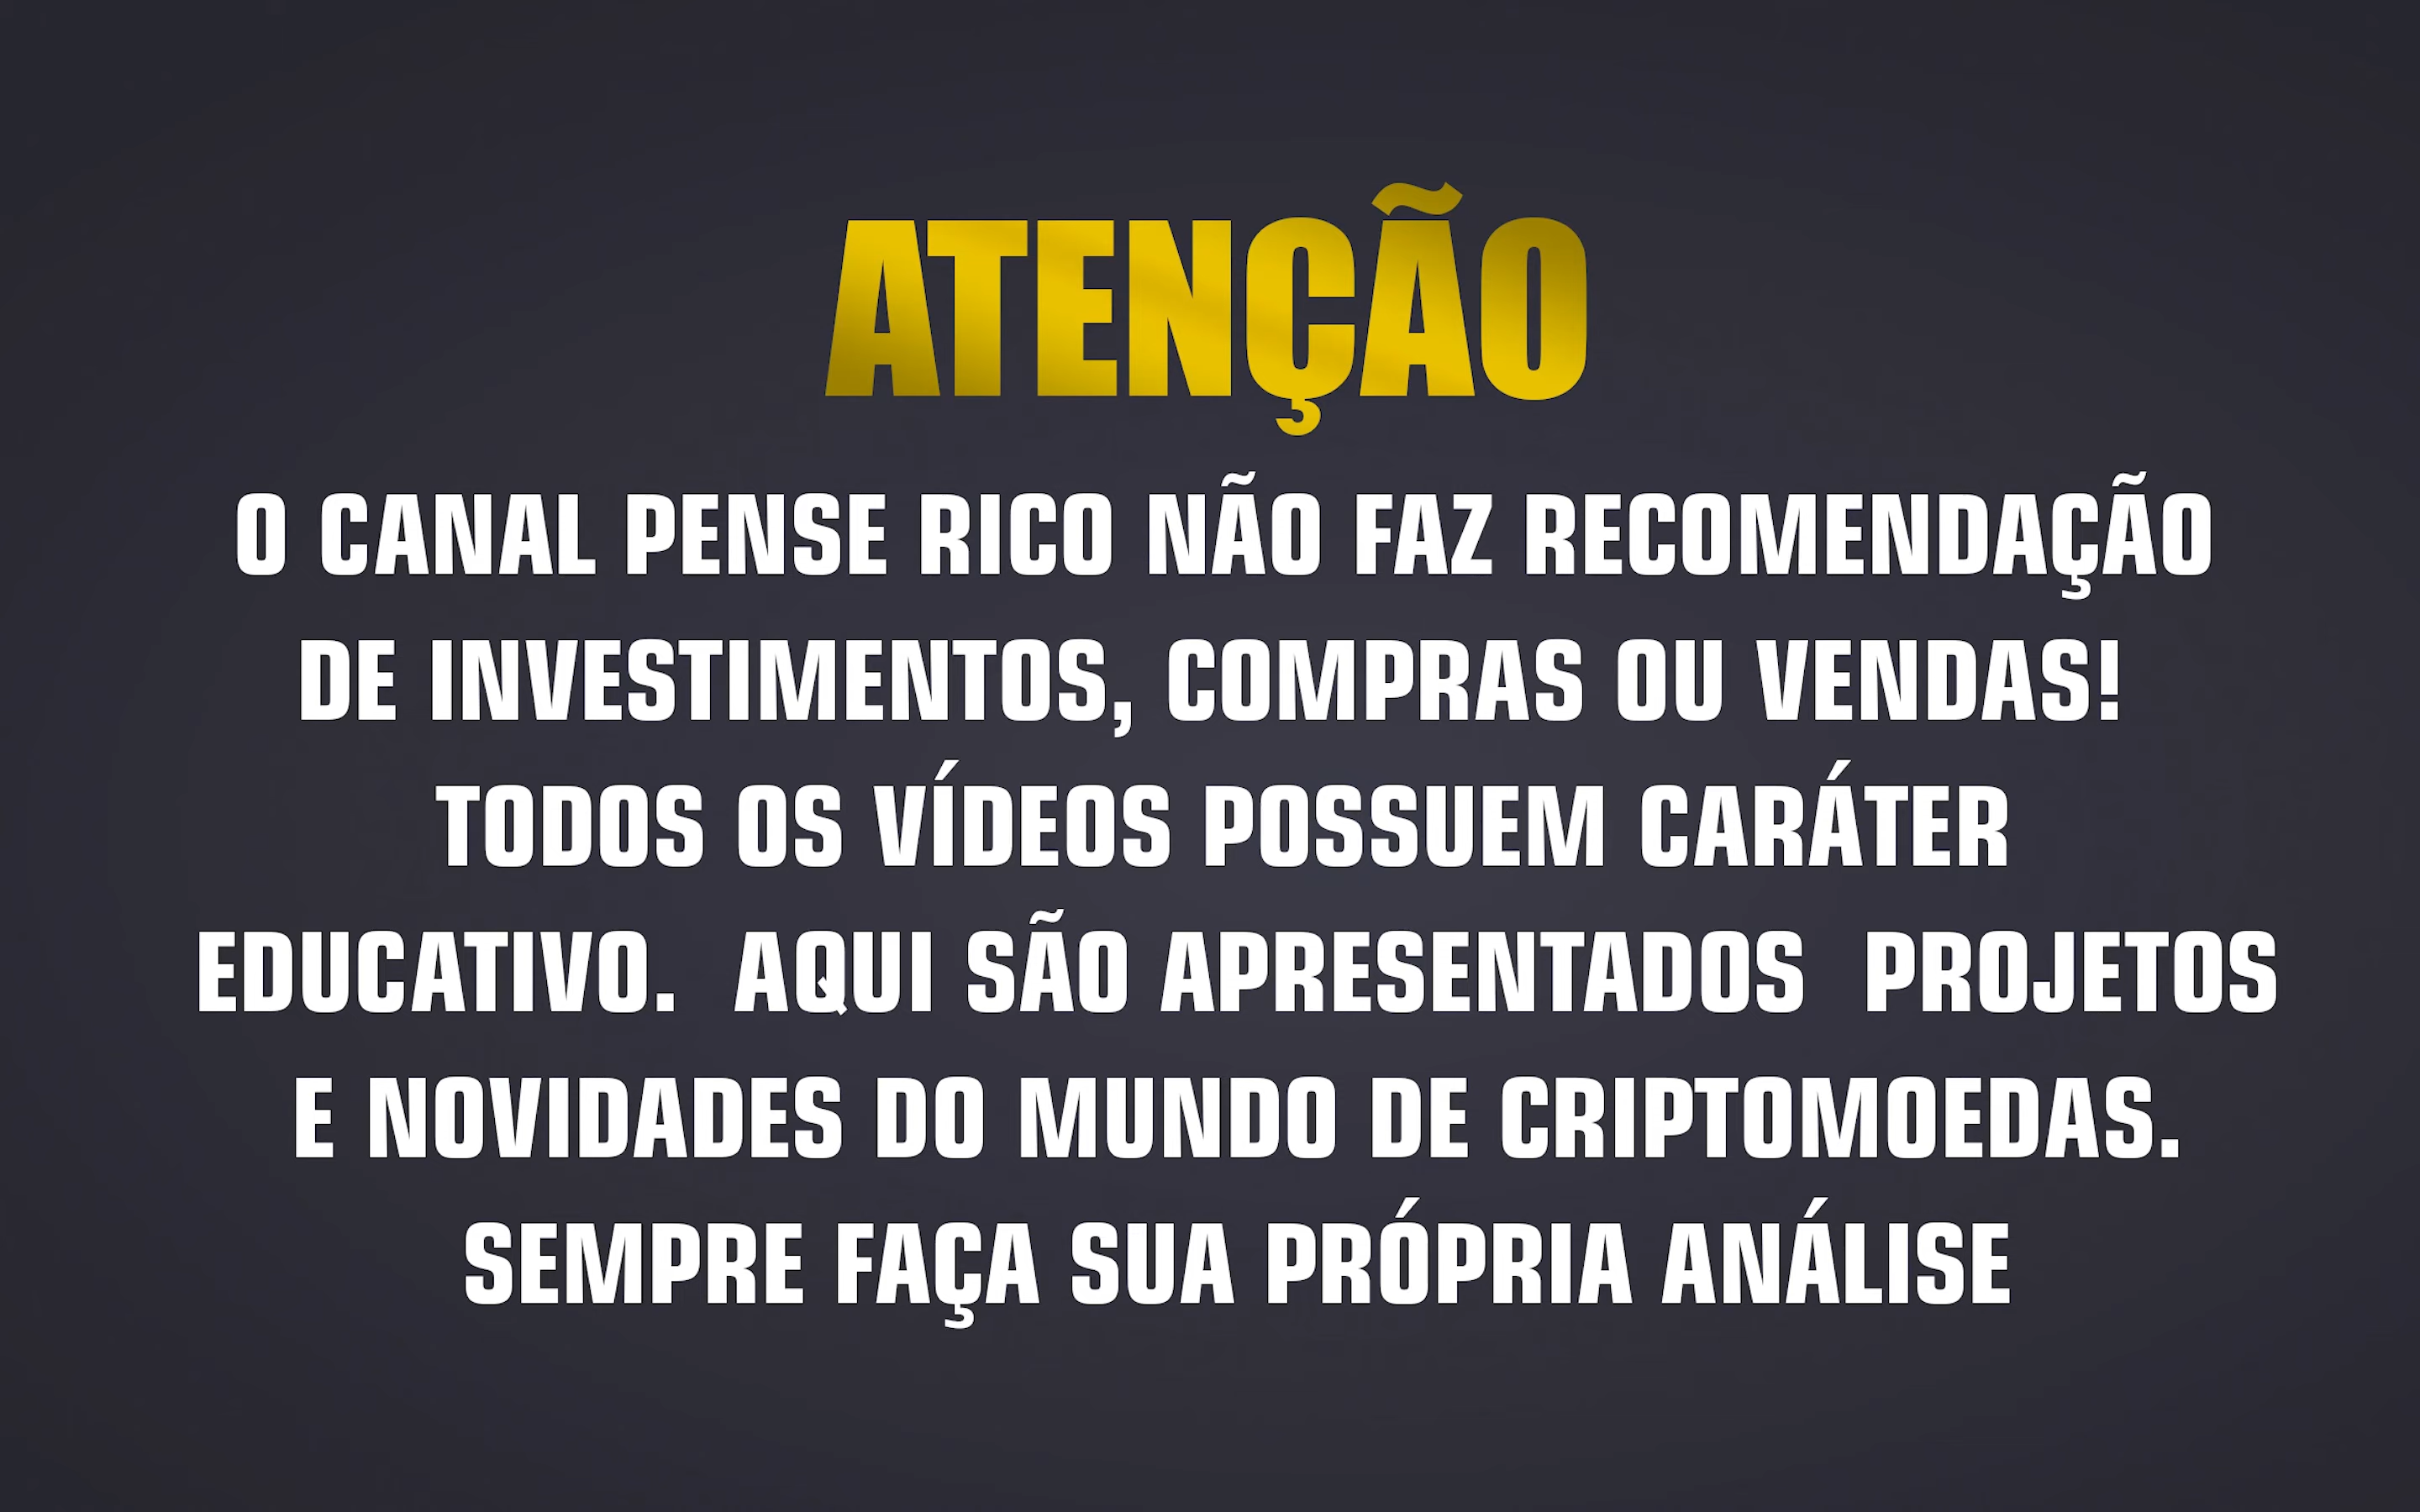 ATENÇÃO
O CANAL PENSE RICO NÃO FAZ RECOMENDAÇÃO
DE INVESTIMENTOS, COMPRAS OU VENDAS!
TODOS OS VÍDEOS POSSUEM CARÁTER
EDUCATIVO. AQUI SÃO APRESENTADOS PROJETOS
E NOVIDADES DO MUNDO DE CRIPTOMOEDAS.
SEMPRE FAÇA SUA PRÓPRIA ANÁLISE